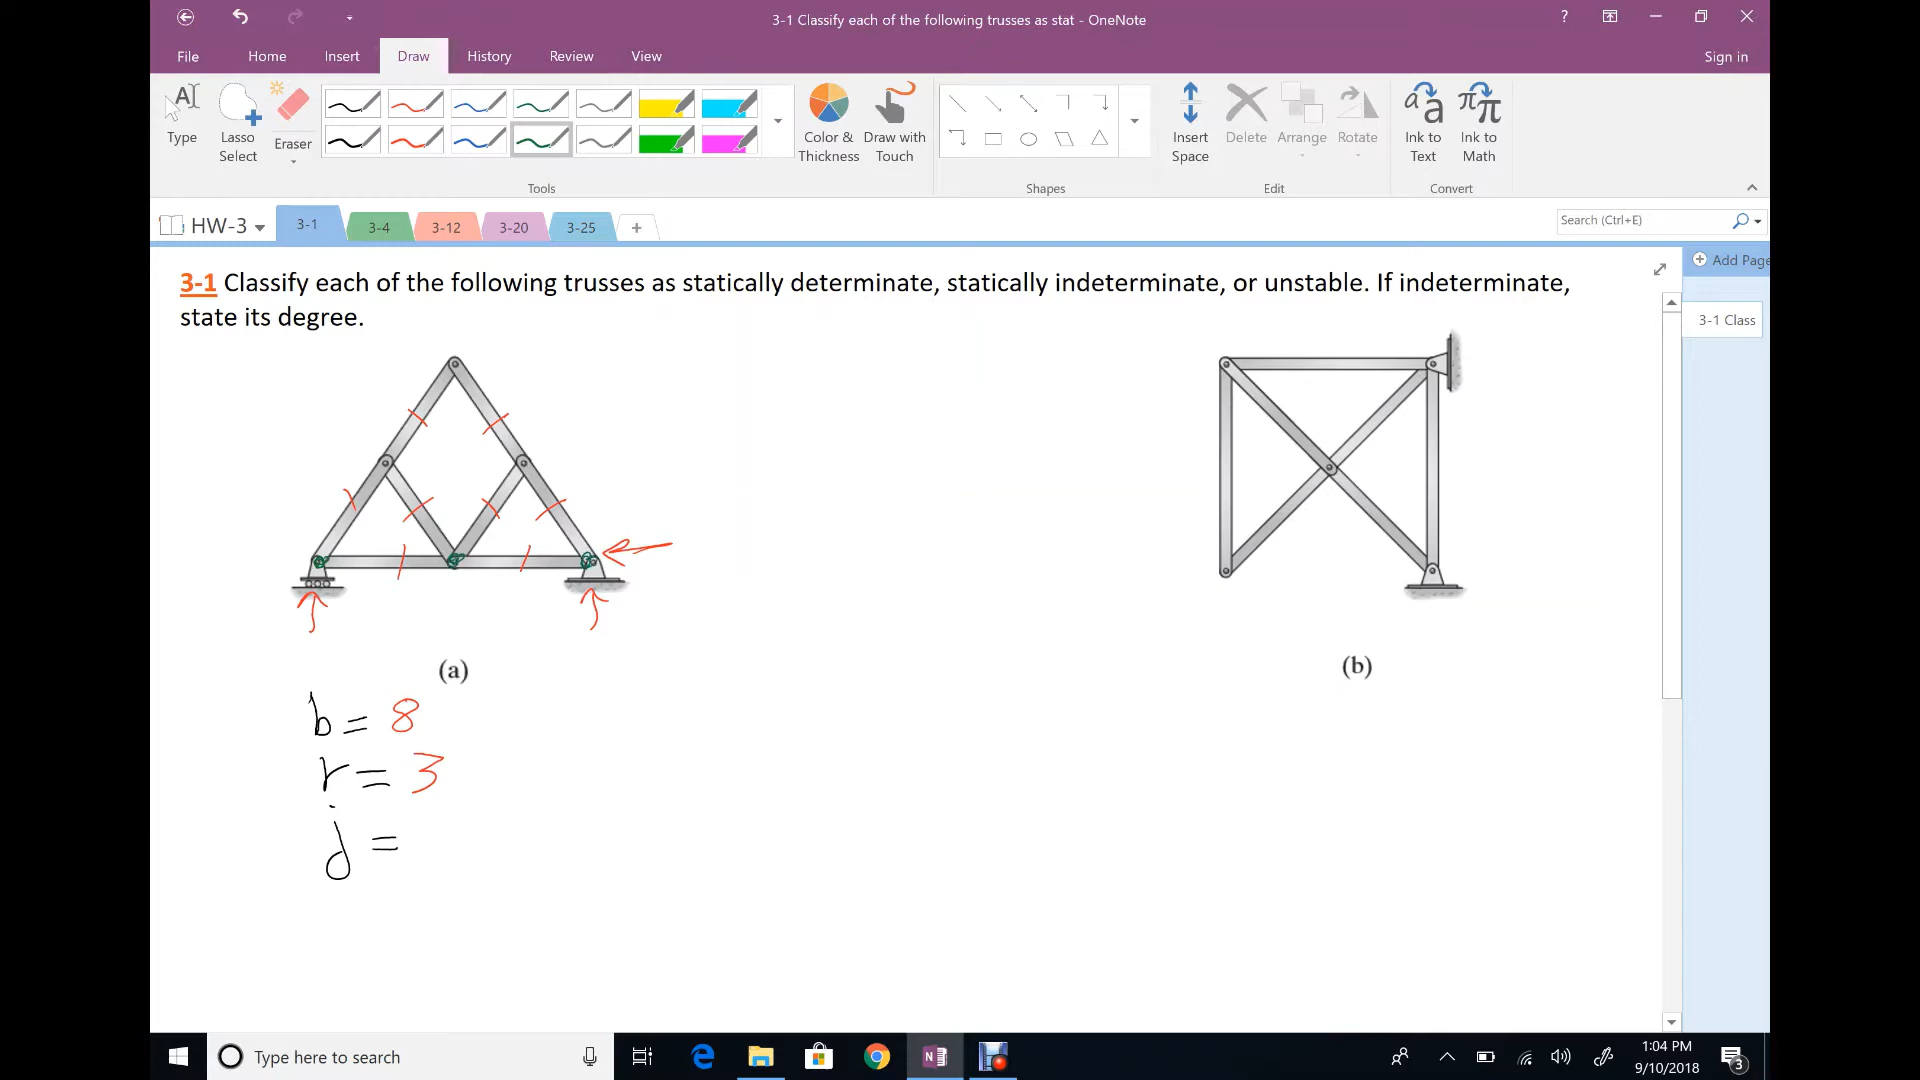 3-1 Classify each of the following trusses as stat - OneNote
?
File Home Insert Draw History Review View
Sign in
Type
Lasso Select
Eraser
Color & Thickness
Draw with Touch
Insert Space
Delete
Arrange
Rotate
Ink to Text
Ink to Math
Tools
Shapes
Edit
Convert
HW-3
3-1
3-4
3-12
3-20
3-25
+
Search (Ctrl+E)
Add Page
3-1 Class
3-1 Classify each of the following trusses as statically determinate, statically indeterminate, or unstable. If indeterminate,
state its degree.
(a)
(b)
b = 8
r = 3
j =
Type here to search
1:04 PM
9/10/2018
3